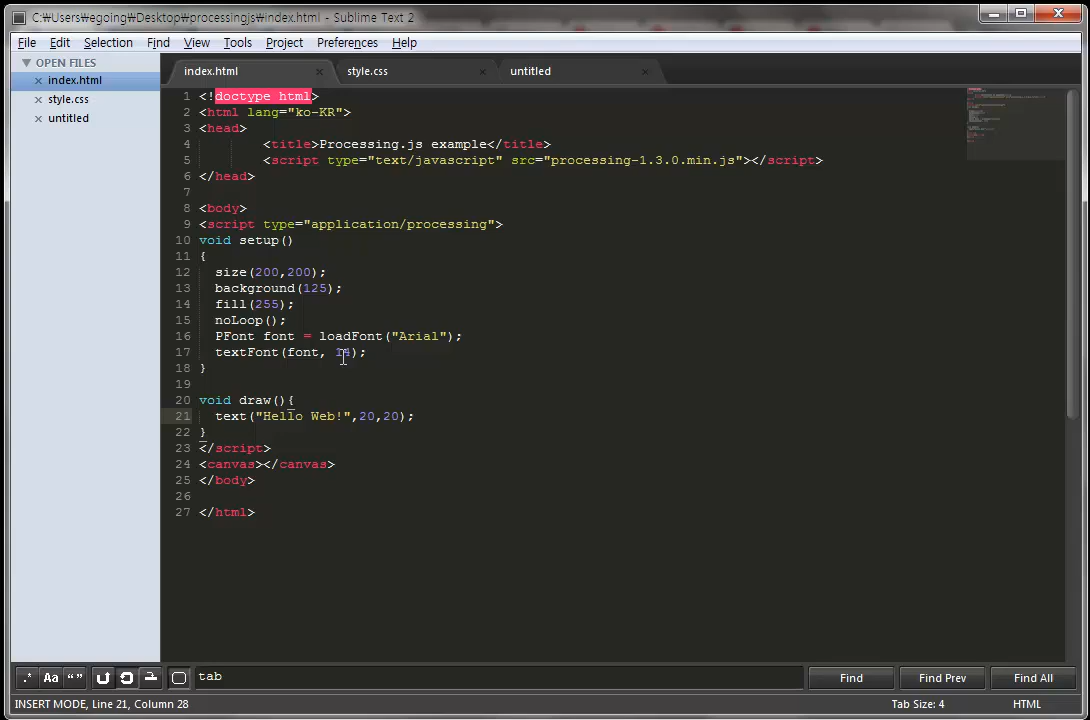 C:₩Users₩egoing₩Desktop₩processingjs₩index.html - Sublime Text 2
File Edit Selection Find View Tools Project Preferences Help
OPEN FILES
index.html
style.css
untitled
index.html style.css untitled
1 <!doctype html>
2 <html lang="ko-KR">
3 <head>
4 <title>Processing.js example</title>
5 <script type="text/javascript" src="processing-1.3.0.min.js"></script>
6 </head>
7
8 <body>
9 <script type="application/processing">
10 void setup()
11 {
12 size(200,200);
13 background(125);
14 fill(255);
15 noLoop();
16 PFont font = loadFont("Arial");
17 textFont(font, 14);
18 }
19
20 void draw(){
21 text("Hello Web!",20,20);
22 }
23 </script>
24 <canvas></canvas>
25 </body>
26
27 </html>
.* Aa “ ” tab Find Find Prev Find All
INSERT MODE, Line 21, Column 28 Tab Size: 4 HTML